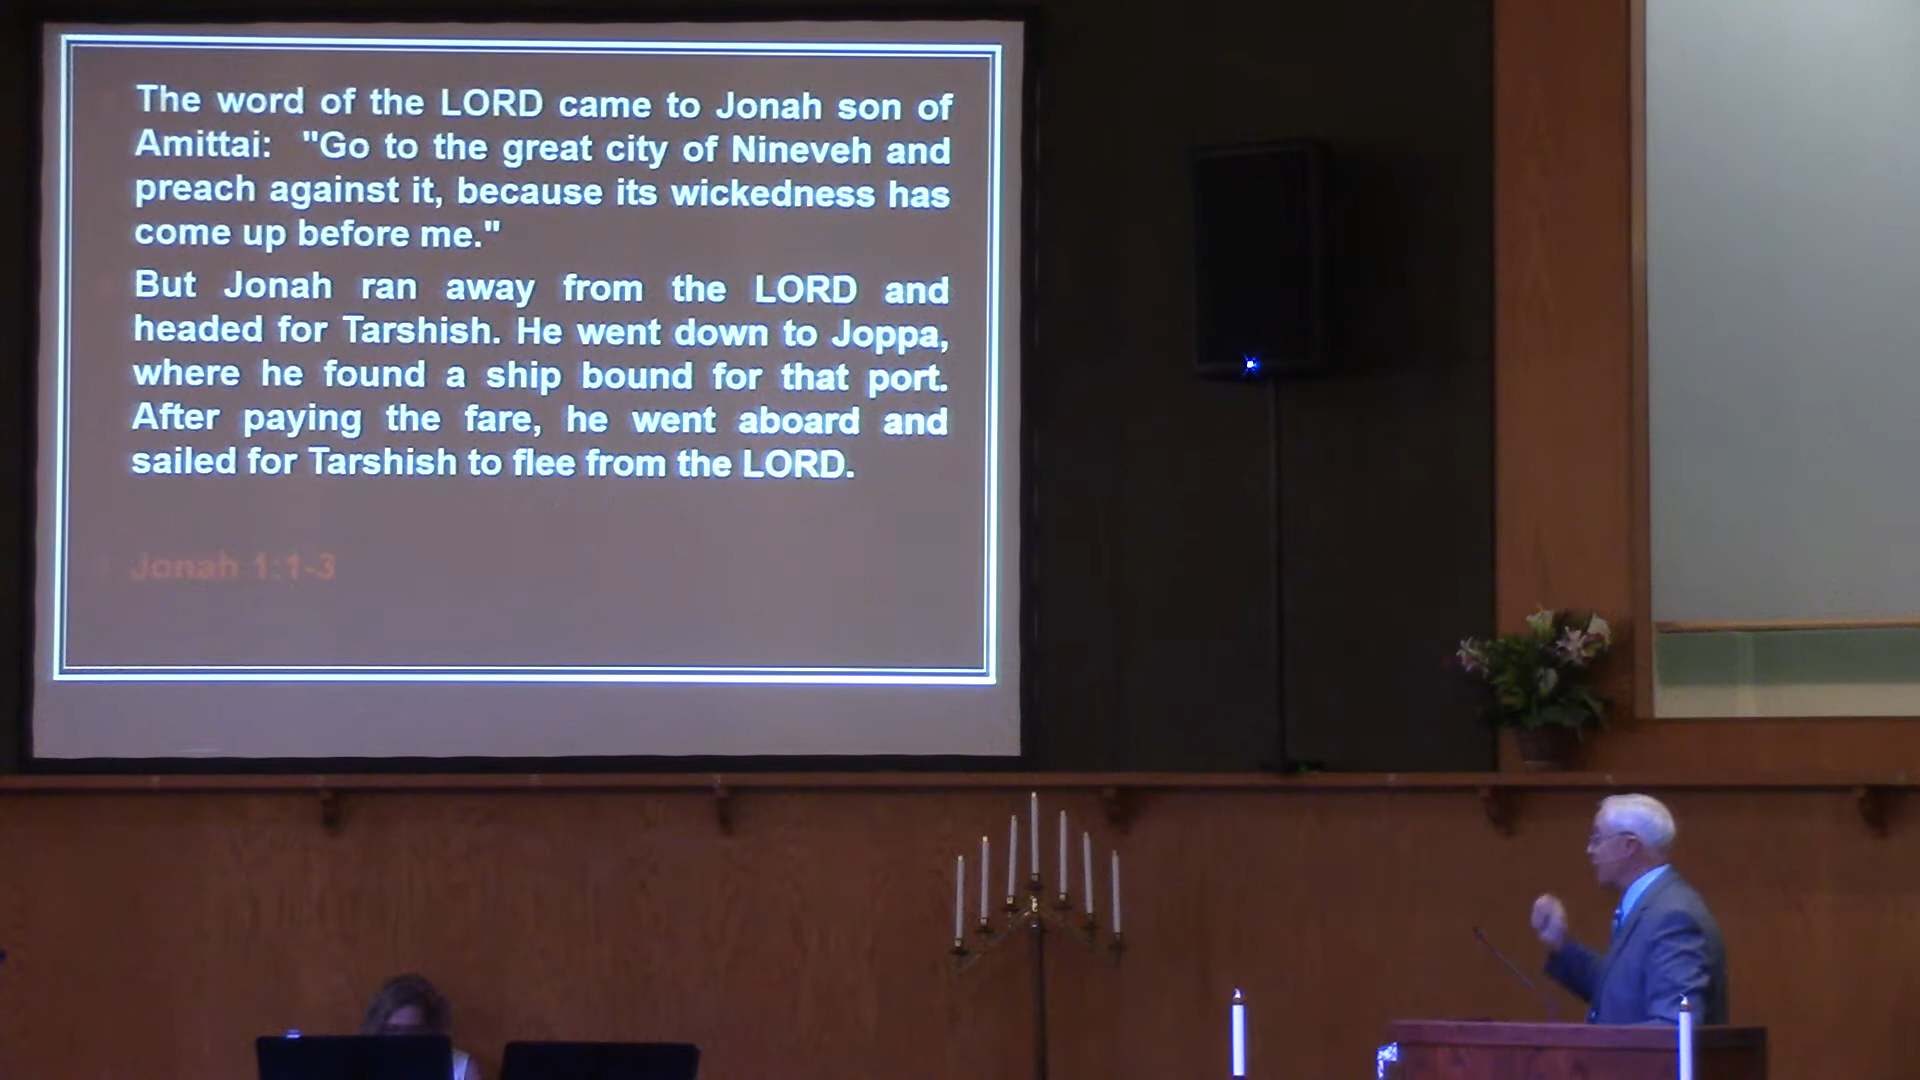 The word of the LORD came to Jonah son of
Amittai: "Go to the great city of Nineveh and
preach against it, because its wickedness has
come up before me."
But Jonah ran away from the LORD and
headed for Tarshish. He went down to Joppa,
where he found a ship bound for that port.
After paying the fare, he went aboard and
sailed for Tarshish to flee from the LORD.
Jonah 1:1-3